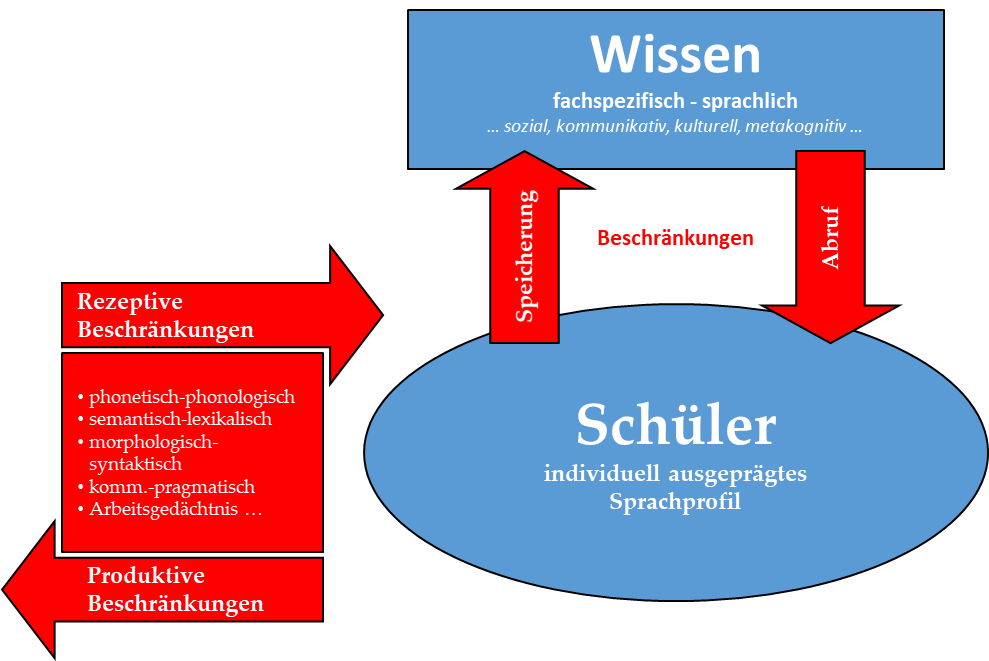 Wissen
fachspezifisch - sprachlich
... sozial, kommunikativ, kulturell, metakognitiv ...
Speicherung
Beschränkungen
Abruf
Rezeptive
Beschränkungen
• phonetisch-phonologisch
• semantisch-lexikalisch
• morphologisch-
syntaktisch
• komm.-pragmatisch
• Arbeitsgedächtnis ...
Produktive
Beschränkungen
Schüler
individuell ausgeprägtes
Sprachprofil